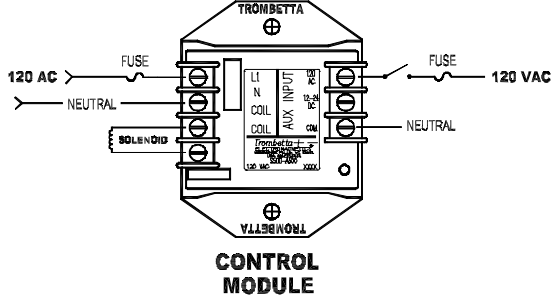 TROMBETTA
FUSE
120 AC
NEUTRAL
SOLENOID
L1
N
COIL
COIL
AUX INPUT
120
AC
12-24
DC
COM
FUSE
120 VAC
NEUTRAL
Trombetta
120 VAC
XXXX
TROMBETTA
CONTROL
MODULE